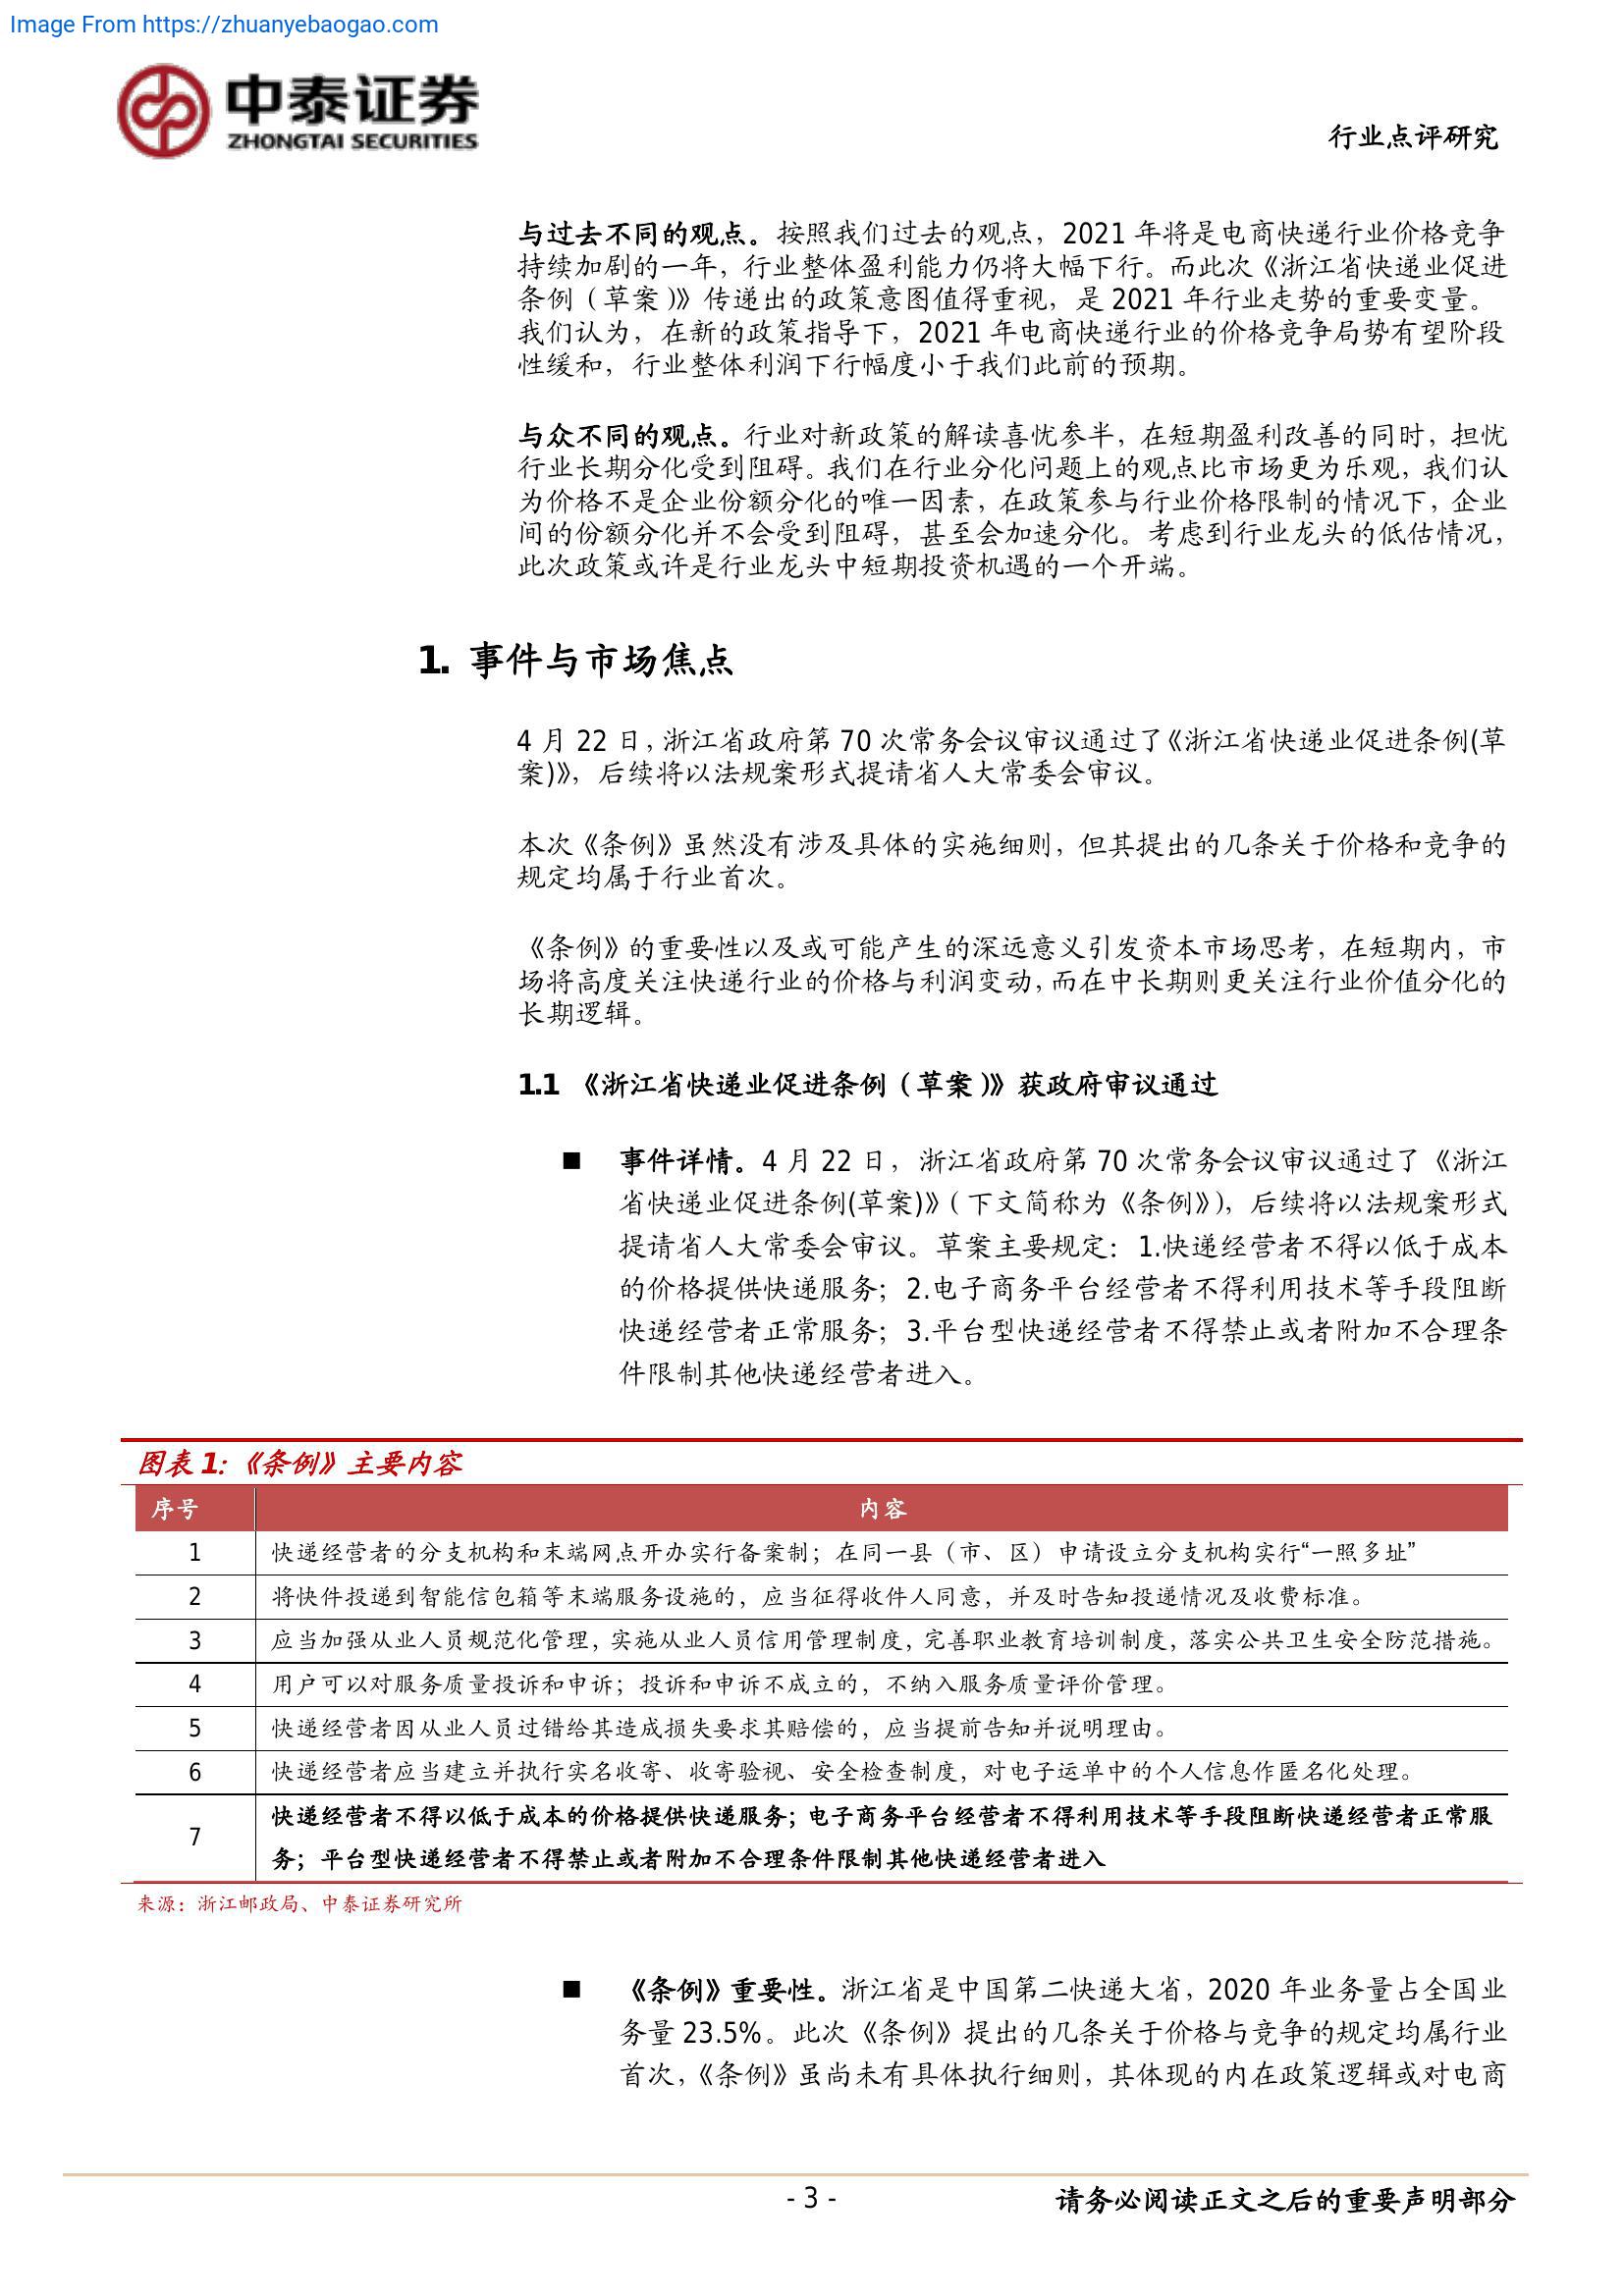 Image From https://zhuanyebaogao.com
中泰证券
ZHONGTAI SECURITIES
行业点评研究
与过去不同的观点。按照我们过去的观点，2021 年将是电商快递行业价格竞争
持续加剧的一年，行业整体盈利能力仍将大幅下行。而此次《浙江省快递业促进
条例（草案）》传递出的政策意图值得重视，是 2021 年行业走势的重要变量。
我们认为，在新的政策指导下，2021 年电商快递行业的价格竞争局势有望阶段
性缓和，行业整体利润下行幅度小于我们此前的预期。
与众不同的观点。行业对新政策的解读喜忧参半，在短期盈利改善的同时，担忧
行业长期分化受到阻碍。我们在行业分化问题上的观点比市场更为乐观，我们认
为价格不是企业份额分化的唯一因素，在政策参与行业价格限制的情况下，企业
间的份额分化并不会受到阻碍，甚至会加速分化。考虑到行业龙头的低估情况，
此次政策或许是行业龙头中短期投资机遇的一个开端。
1. 事件与市场焦点
4 月 22 日，浙江省政府第 70 次常务会议审议通过了《浙江省快递业促进条例(草
案)》，后续将以法规案形式提请省人大常委会审议。
本次《条例》虽然没有涉及具体的实施细则，但其提出的几条关于价格和竞争的
规定均属于行业首次。
《条例》的重要性以及或可能产生的深远意义引发资本市场思考，在短期内，市
场将高度关注快递行业的价格与利润变动，而在中长期则更关注行业价值分化的
长期逻辑。
1.1 《浙江省快递业促进条例（草案）》获政府审议通过
■ 事件详情。4 月 22 日，浙江省政府第 70 次常务会议审议通过了《浙江
省快递业促进条例(草案)》（下文简称为《条例》），后续将以法规案形式
提请省人大常委会审议。草案主要规定：1.快递经营者不得以低于成本
的价格提供快递服务；2.电子商务平台经营者不得利用技术等手段阻断
快递经营者正常服务；3.平台型快递经营者不得禁止或者附加不合理条
件限制其他快递经营者进入。
图表 1：《条例》主要内容
序号 内容
1 快递经营者的分支机构和末端网点开办实行备案制；在同一县（市、区）申请设立分支机构实行“一照多址”
2 将快件投递到智能信包箱等末端服务设施的，应当征得收件人同意，并及时告知投递情况及收费标准。
3 应当加强从业人员规范化管理，实施从业人员信用管理制度，完善职业教育培训制度，落实公共卫生安全防范措施。
4 用户可以对服务质量投诉和申诉；投诉和申诉不成立的，不纳入服务质量评价管理。
5 快递经营者因从业人员过错给其造成损失要求其赔偿的，应当提前告知并说明理由。
6 快递经营者应当建立并执行实名收寄、收寄验视、安全检查制度，对电子运单中的个人信息作匿名化处理。
7 快递经营者不得以低于成本的价格提供快递服务；电子商务平台经营者不得利用技术等手段阻断快递经营者正常服
务；平台型快递经营者不得禁止或者附加不合理条件限制其他快递经营者进入
来源：浙江邮政局、中泰证券研究所
■ 《条例》重要性。浙江省是中国第二快递大省，2020 年业务量占全国业
务量 23.5%。此次《条例》提出的几条关于价格与竞争的规定均属行业
首次，《条例》虽尚未有具体执行细则，其体现的内在政策逻辑或对电商
- 3 -
请务必阅读正文之后的重要声明部分